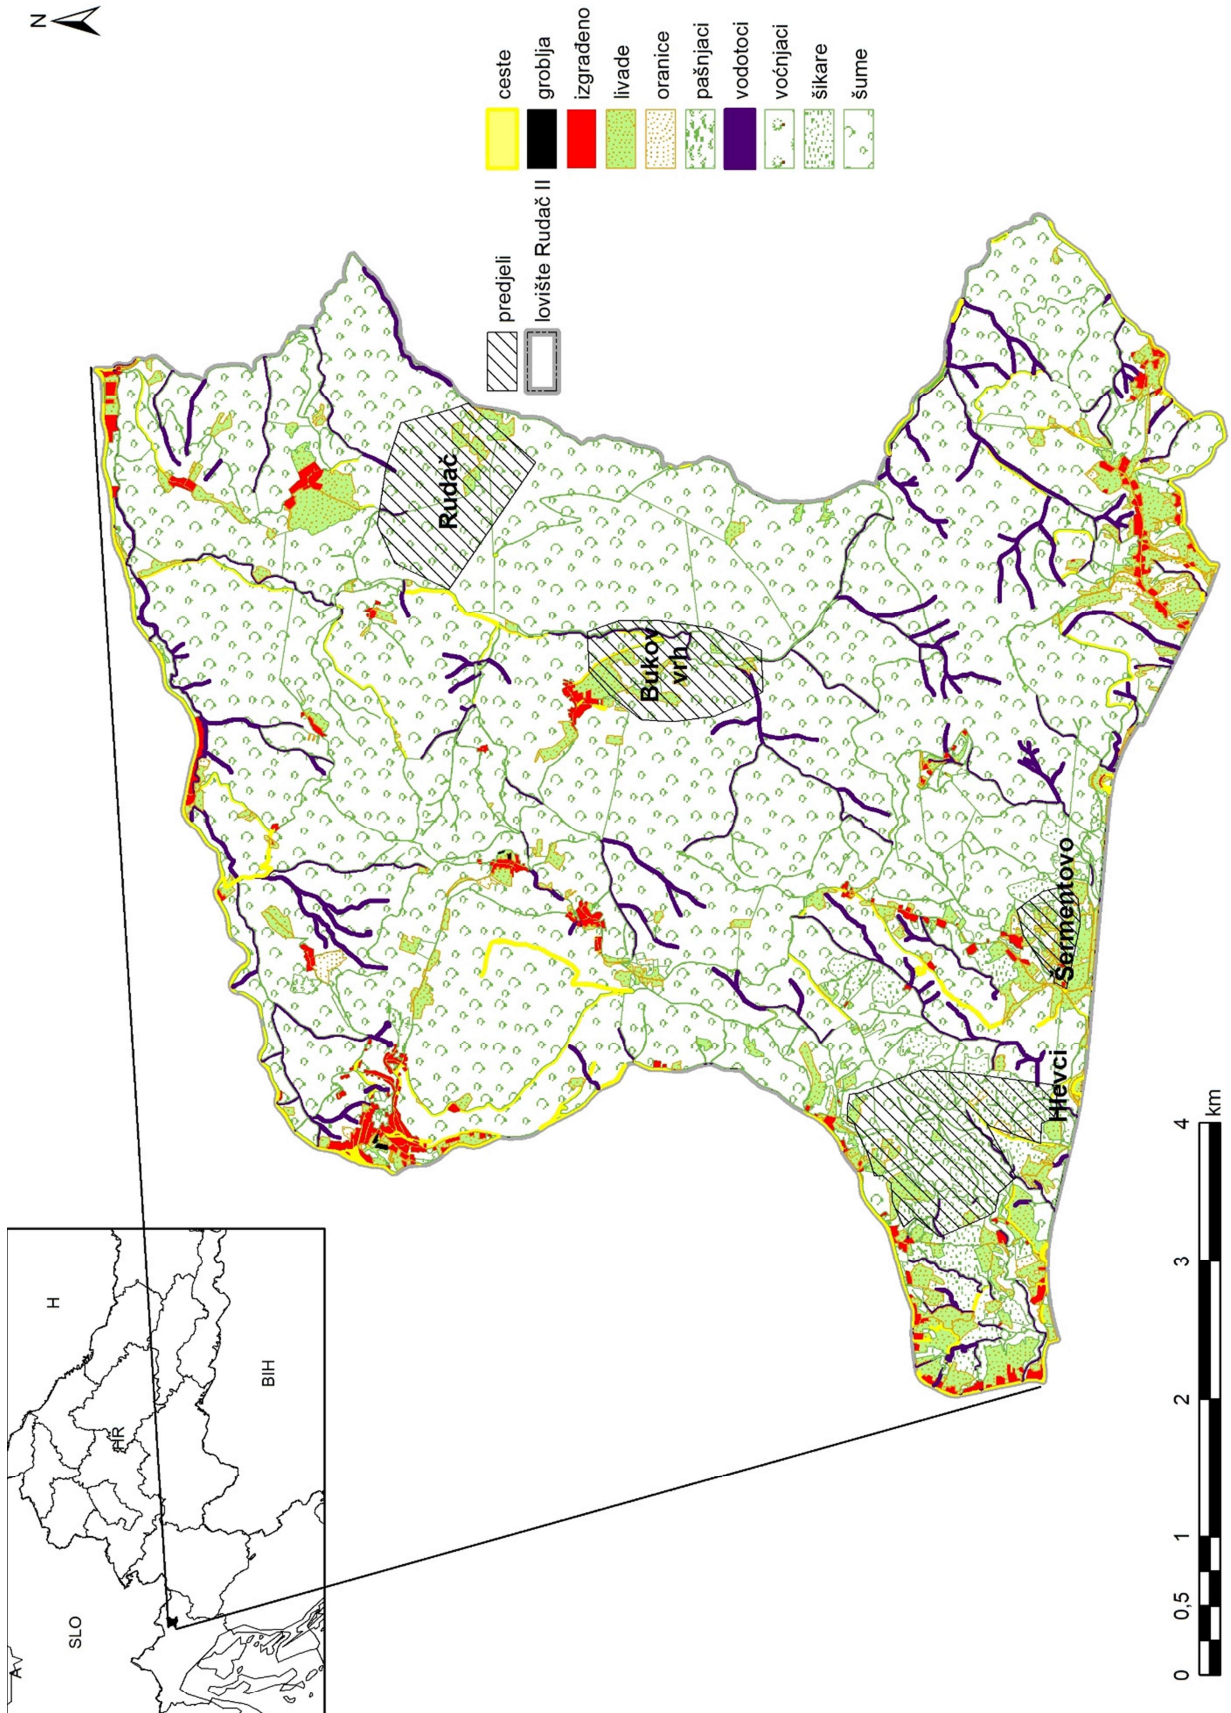 N
A
SLO
H
HR
BIH
predjeli
lovište Rudač II
ceste
groblja
izgrađeno
livade
oranice
pašnjaci
vodotoci
voćnjaci
šikare
šume
Rudač
Bukov
vrh
Šermentovo
Hlevci
0 0,5 1 2 3 4
km